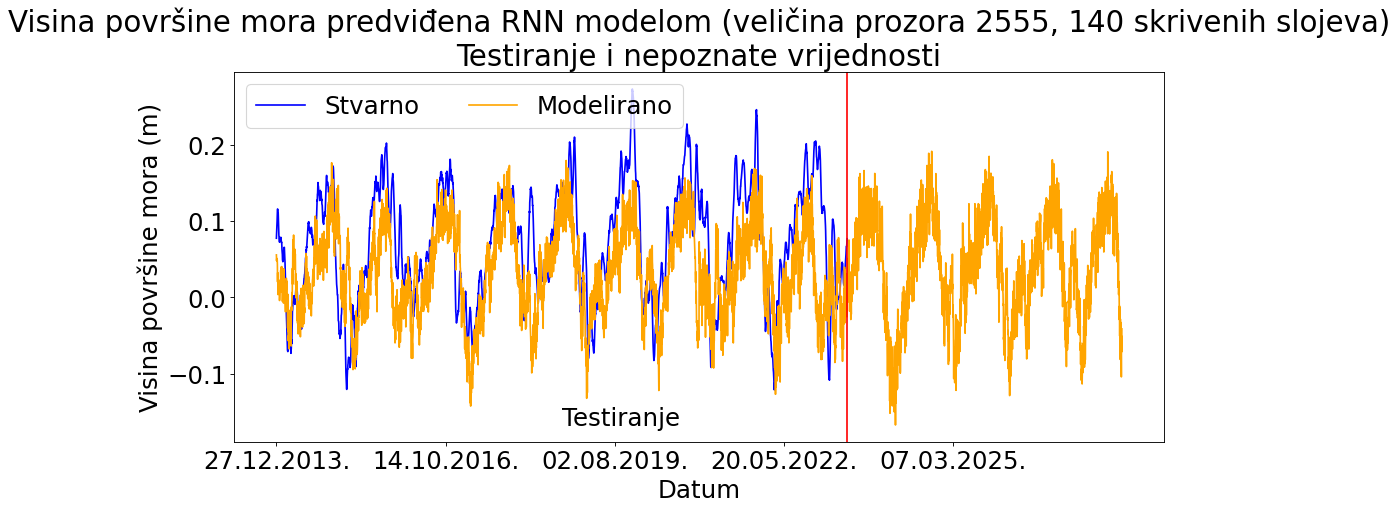 Visina površine mora predviđena RNN modelom (veličina prozora 2555, 140 skrivenih slojeva)
Testiranje i nepoznate vrijednosti
Stvarno
Modelirano
Visina površine mora (m)
0.2
0.1
0.0
−0.1
Testiranje
27.12.2013.
14.10.2016.
02.08.2019.
20.05.2022.
07.03.2025.
Datum